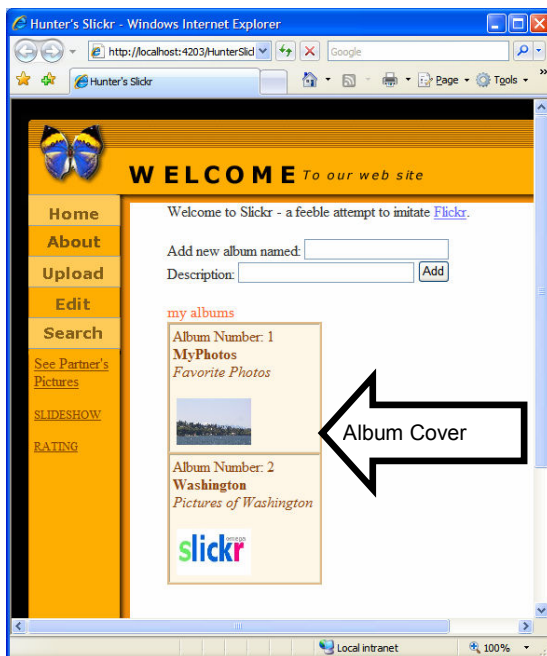 Hunter's Slickr - Windows Internet Explorer
http://localhost:4203/HunterSlicl
Google
Hunter's Slickr
Page
Tools
WELCOME To our web site
Home
About
Upload
Edit
Search
See Partner's
Pictures
SLIDESHOW
RATING
Welcome to Slickr - a feeble attempt to imitate Flickr.
Add new album named:
Description:
Add
my albums
Album Number: 1
MyPhotos
Favorite Photos
Album Cover
Album Number: 2
Washington
Pictures of Washington
slickr
omega
Local intranet
100%